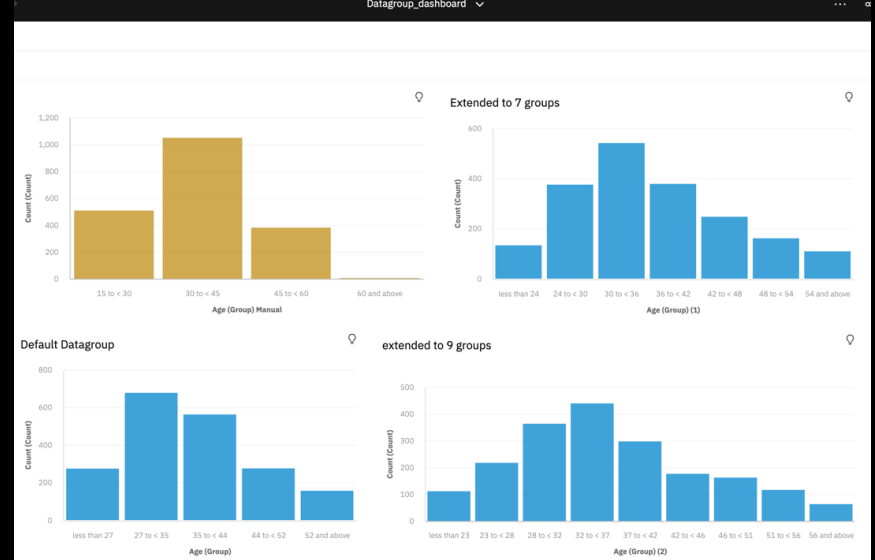 Datagroup_dashboard
1,200
1,000
800
600
400
200
0
Count (Count)
15 to < 30 30 to < 45 45 to < 60 60 and above
Age (Group) Manual
Extended to 7 groups
600
400
200
0
Count (Count)
less than 24 24 to < 30 30 to < 36 36 to < 42 42 to < 48 48 to < 54 54 and above
Age (Group) (1)
Default Datagroup
800
600
400
200
0
Count (Count)
less than 27 27 to < 35 35 to < 44 44 to < 52 52 and above
Age (Group)
extended to 9 groups
500
400
300
200
100
0
Count (Count)
less than 23 23 to < 28 28 to < 32 32 to < 37 37 to < 42 42 to < 46 46 to < 51 51 to < 56 56 and above
Age (Group) (2)